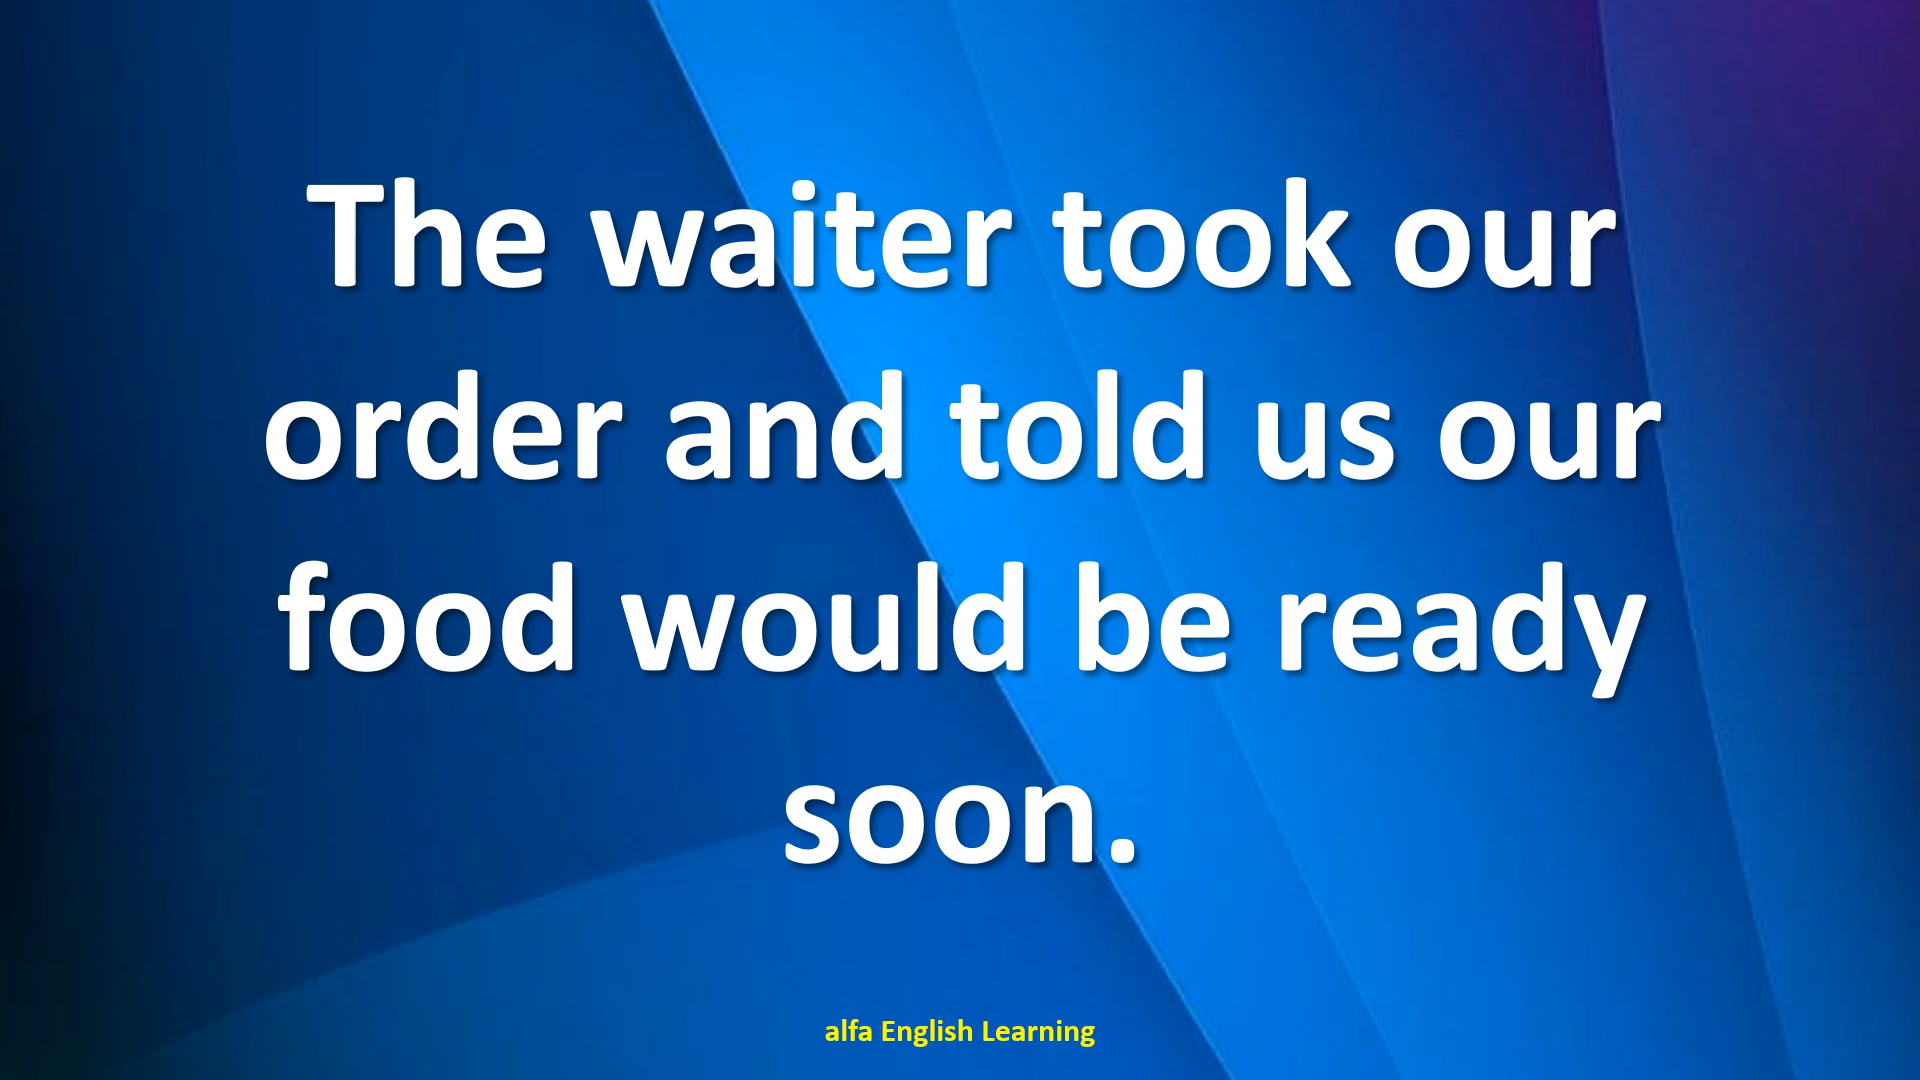 The waiter took our
order and told us our
food would be ready
soon.
alfa English Learning